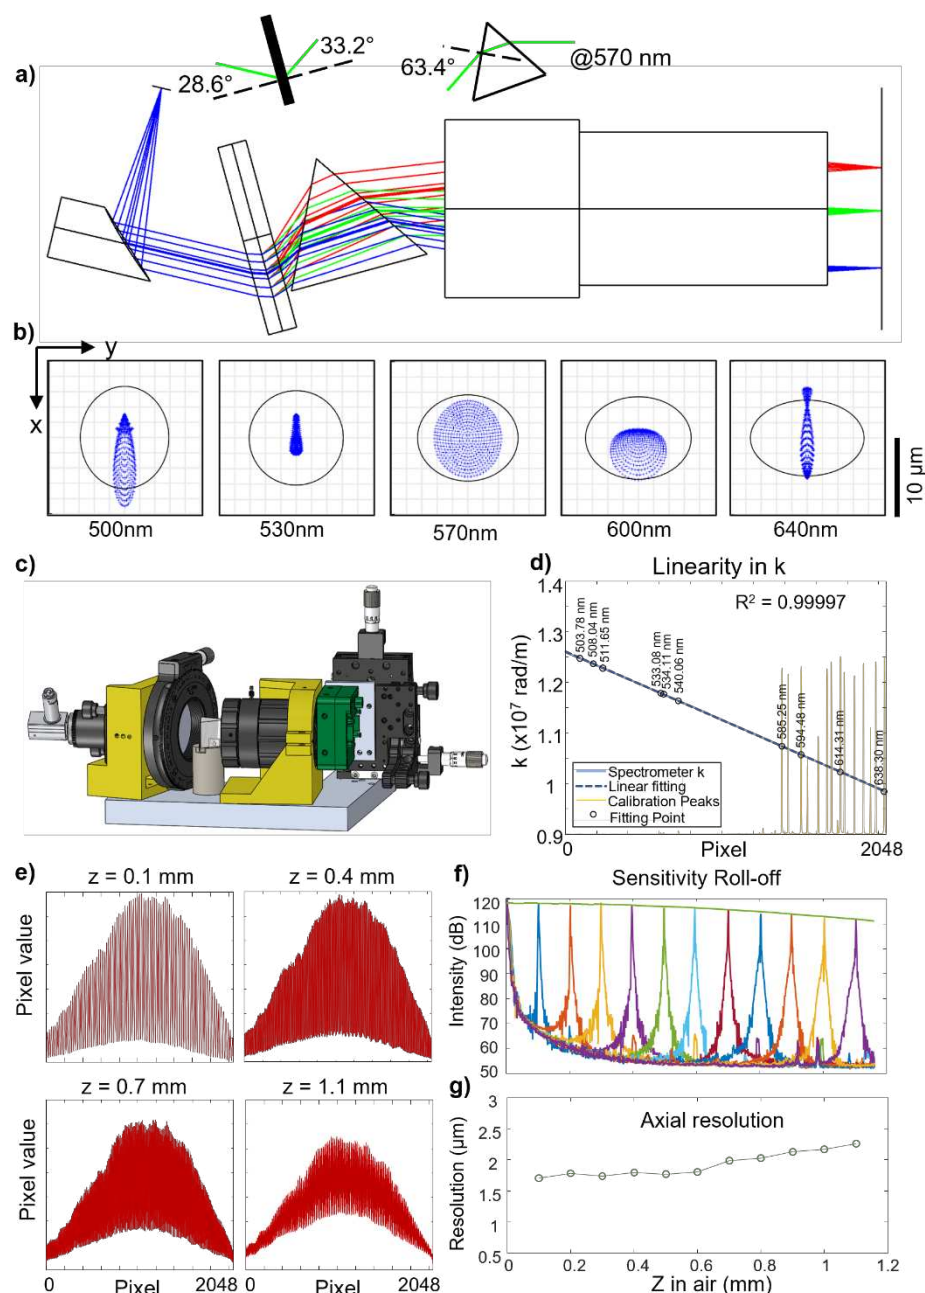 33.2°
28.6°
63.4°
@570 nm
a)
b)
y
x
10 µm
500nm
530nm
570nm
600nm
640nm
c)
d)
Linearity in k
R² = 0.99997
k (x10⁷ rad/m)
1.4
1.3
1.2
1.1
1
0.9
503.78 nm
508.04 nm
511.65 nm
533.08 nm
534.11 nm
540.06 nm
585.25 nm
594.48 nm
614.31 nm
638.30 nm
Spectrometer k
Linear fitting
Calibration Peaks
Fitting Point
0
Pixel
2048
e)
z = 0.1 mm
z = 0.4 mm
Pixel value
z = 0.7 mm
z = 1.1 mm
Pixel value
0
Pixel
2048
0
Pixel
2048
f)
Sensitivity Roll-off
Intensity (dB)
120
110
100
90
80
70
60
50
g)
Axial resolution
Resolution (µm)
3
2.5
2
1.5
1
0.5
0
0.2
0.4
0.6
0.8
1.0
1.2
Z in air (mm)